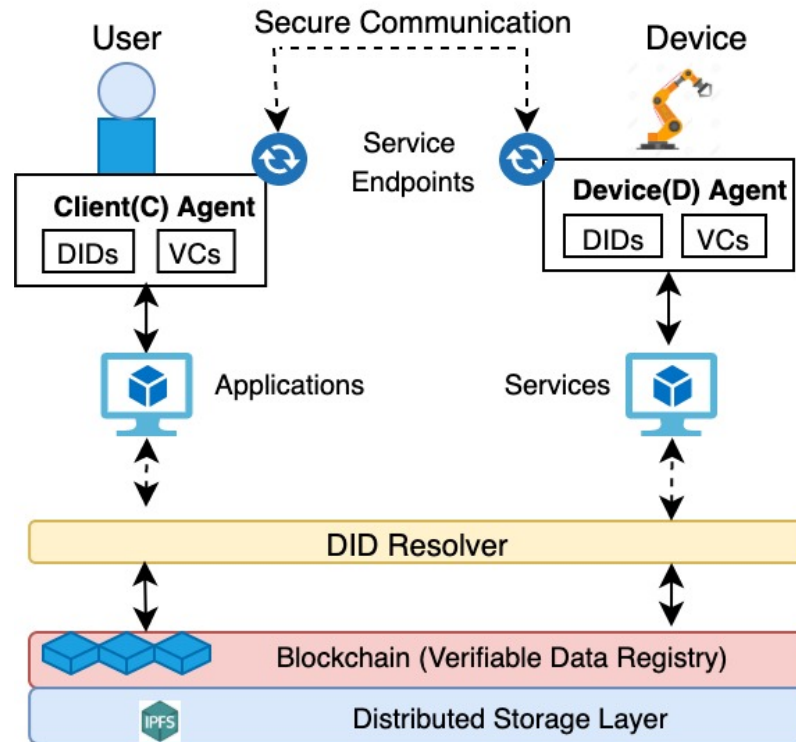 User
Secure Communication
Device
Service
Endpoints
Client(C) Agent
DIDs
VCs
Device(D) Agent
DIDs
VCs
Applications
Services
DID Resolver
Blockchain (Verifiable Data Registry)
IPFS
Distributed Storage Layer